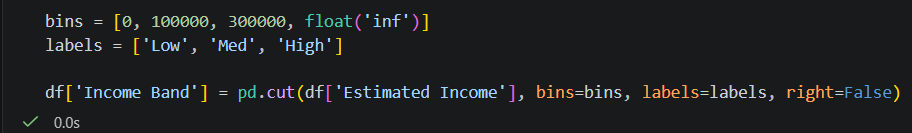 bins = [0, 100000, 300000, float('inf')]
labels = ['Low', 'Med', 'High']
df['Income Band'] = pd.cut(df['Estimated Income'], bins=bins, labels=labels, right=False)
0.0s